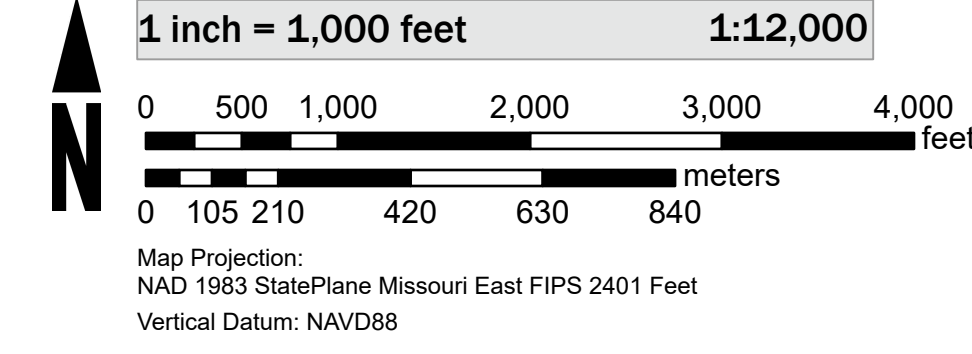 1 inch = 1,000 feet 1:12,000
0 500 1,000 2,000 3,000 4,000
feet
meters
0 105 210 420 630 840
N
Map Projection:
NAD 1983 StatePlane Missouri East FIPS 2401 Feet
Vertical Datum: NAVD88